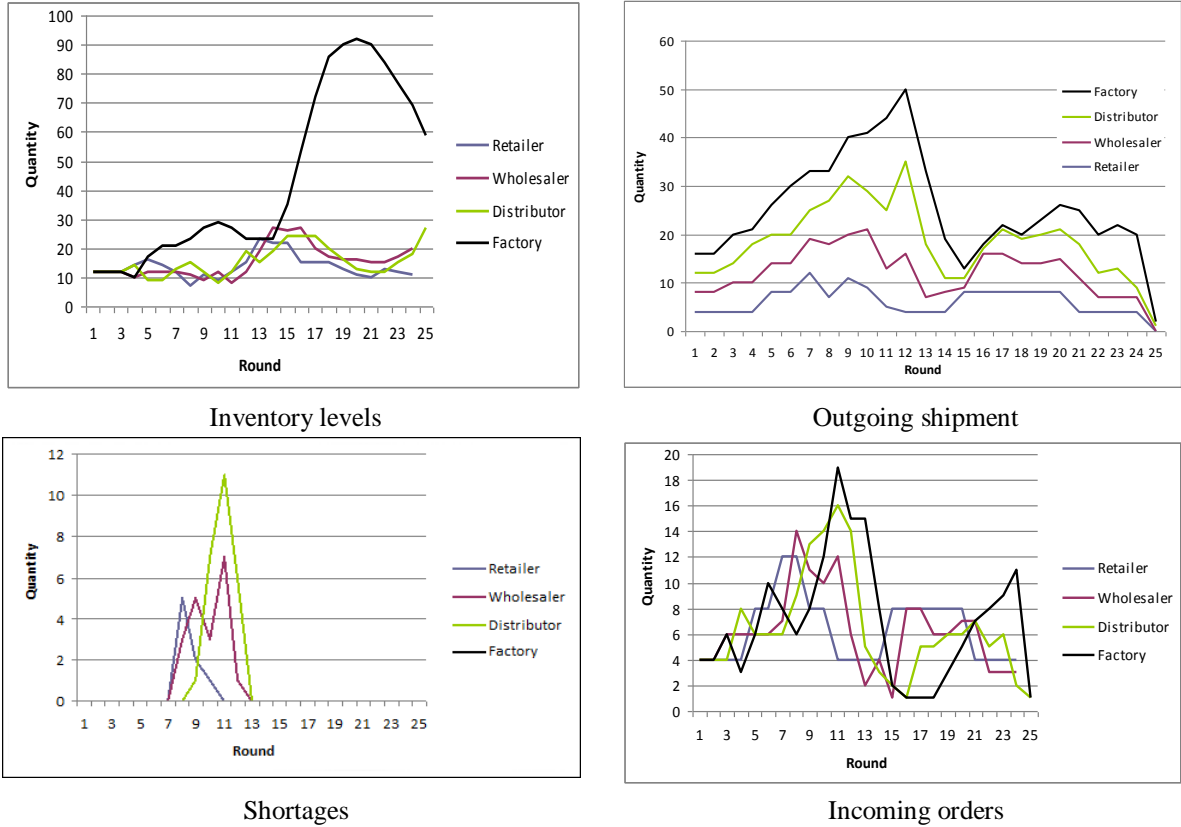 100
90
80
70
60
50
40
30
20
10
0
Quantity
1 3 5 7 9 11 13 15 17 19 21 23 25
Round
Retailer
Wholesaler
Distributor
Factory
Inventory levels
60
50
40
30
20
10
0
Quantity
1 2 3 4 5 6 7 8 9 10 11 12 13 14 15 16 17 18 19 20 21 22 23 24 25
Round
Factory
Distributor
Wholesaler
Retailer
Outgoing shipment
12
10
8
6
4
2
0
Quantity
1 3 5 7 9 11 13 15 17 19 21 23 25
Round
Retailer
Wholesaler
Distributor
Factory
Shortages
20
18
16
14
12
10
8
6
4
2
0
Quantity
1 3 5 7 9 11 13 15 17 19 21 23 25
Round
Retailer
Wholesaler
Distributor
Factory
Incoming orders